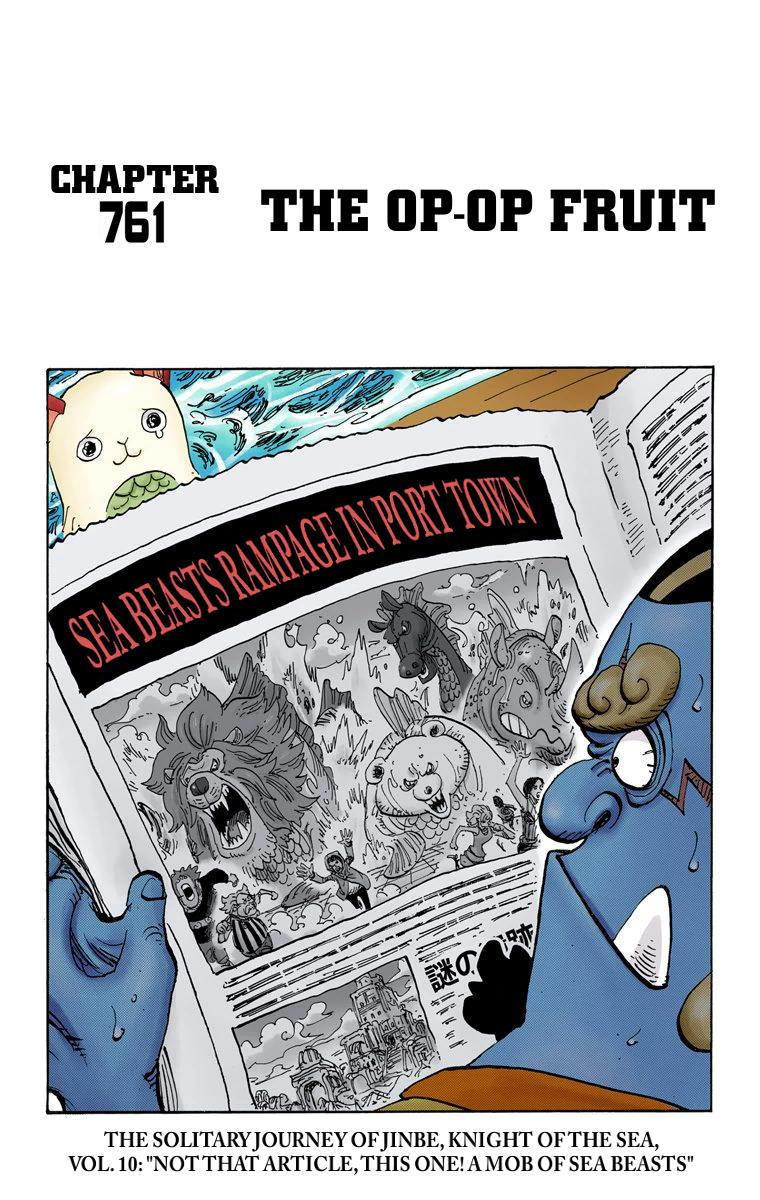 CHAPTER
761
THE OP-OP FRUIT
SEA BEASTS RAMPAGE IN PORT TOWN
謎の
跡
THE SOLITARY JOURNEY OF JINBE, KNIGHT OF THE SEA,
VOL. 10: "NOT THAT ARTICLE, THIS ONE! A MOB OF SEA BEASTS"